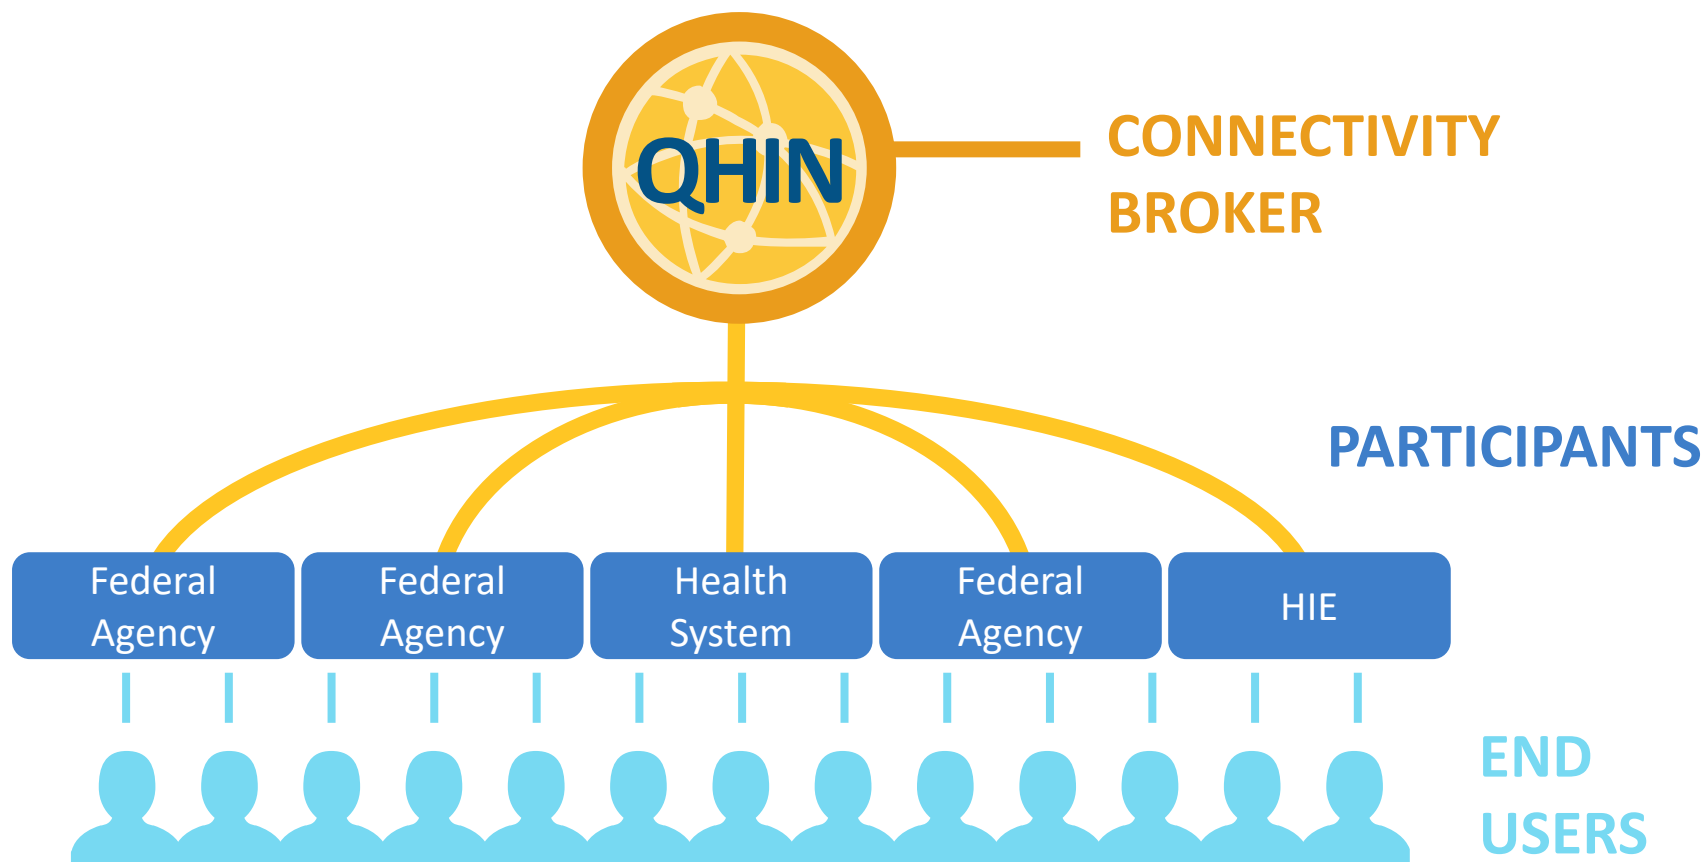 QHIN
CONNECTIVITY
BROKER
PARTICIPANTS
Federal
Agency
Federal
Agency
Health
System
Federal
Agency
HIE
END
USERS